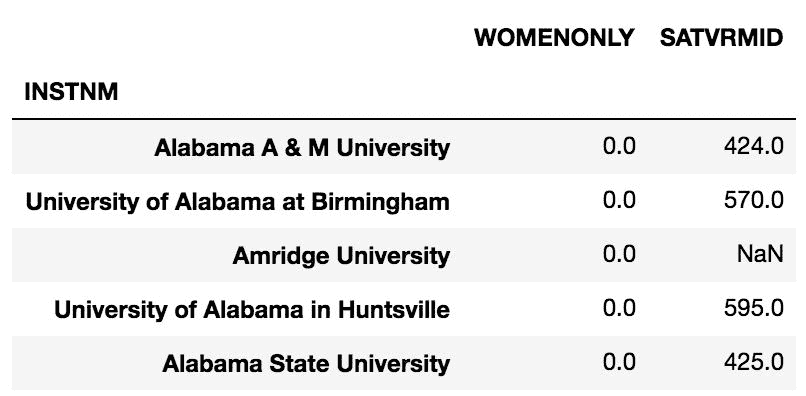 WOMENONLY SATVRMID
INSTNM
Alabama A & M University 0.0 424.0
University of Alabama at Birmingham 0.0 570.0
Amridge University 0.0 NaN
University of Alabama in Huntsville 0.0 595.0
Alabama State University 0.0 425.0